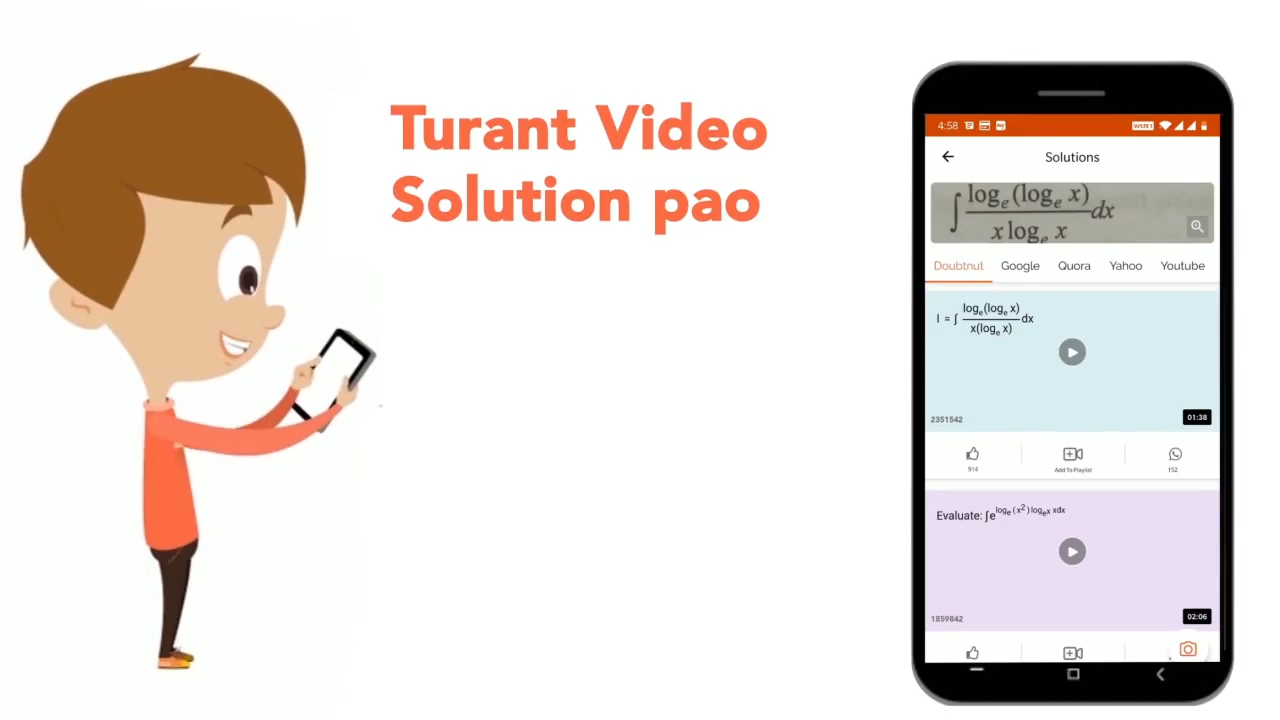 Turant Video
Solution pao
4:58
Solutions
∫ logₑ(logₑ x) / x logₑ x dx
Doubtnut Google Quora Yahoo Youtube
I = ∫ logₑ(logₑ x) / x(logₑ x) dx
2351542 01:38
914 Add To Playlist 152
Evaluate: ∫e^logₑ(x²)logₑx xdx
1859842 02:06